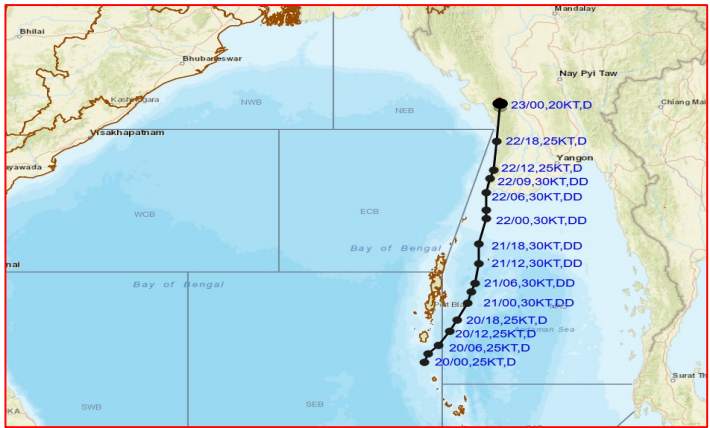 Bhilai
Mandalay
Bhubaneswar
Nay Pyi Taw
NWB
NEB
23/00,20KT,D
Chiang Mai
Visakhapatnam
22/18,25KT,D
Yangon
22/12,25KT,D
22/09,30KT,DD
22/06,30KT,DD
WCB
ECB
22/00,30KT,DD
21/18,30KT,DD
Bay of Bengal
nai
21/12,30KT,DD
Bay of Bengal
21/06,30KT,DD
21/00,30KT,DD
20/18,25KT,D
20/12,25KT,D
20/06,25KT,D
20/00,25KT,D
Surat Th
SWB
SEB
KA